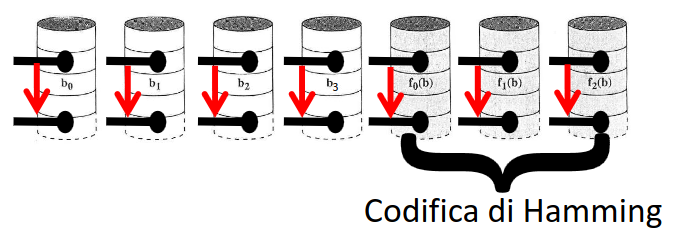 b0 b1 b2 b3 f0(b) f1(b) f2(b)
Codifica di Hamming